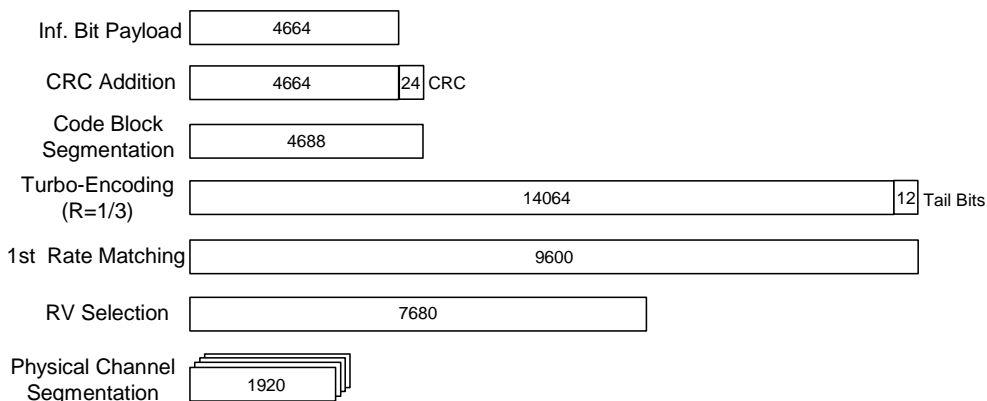 Inf. Bit Payload
4664
CRC Addition
4664
24
CRC
Code Block
Segmentation
4688
Turbo-Encoding
(R=1/3)
14064
12
Tail Bits
1st Rate Matching
9600
RV Selection
7680
Physical Channel
Segmentation
1920